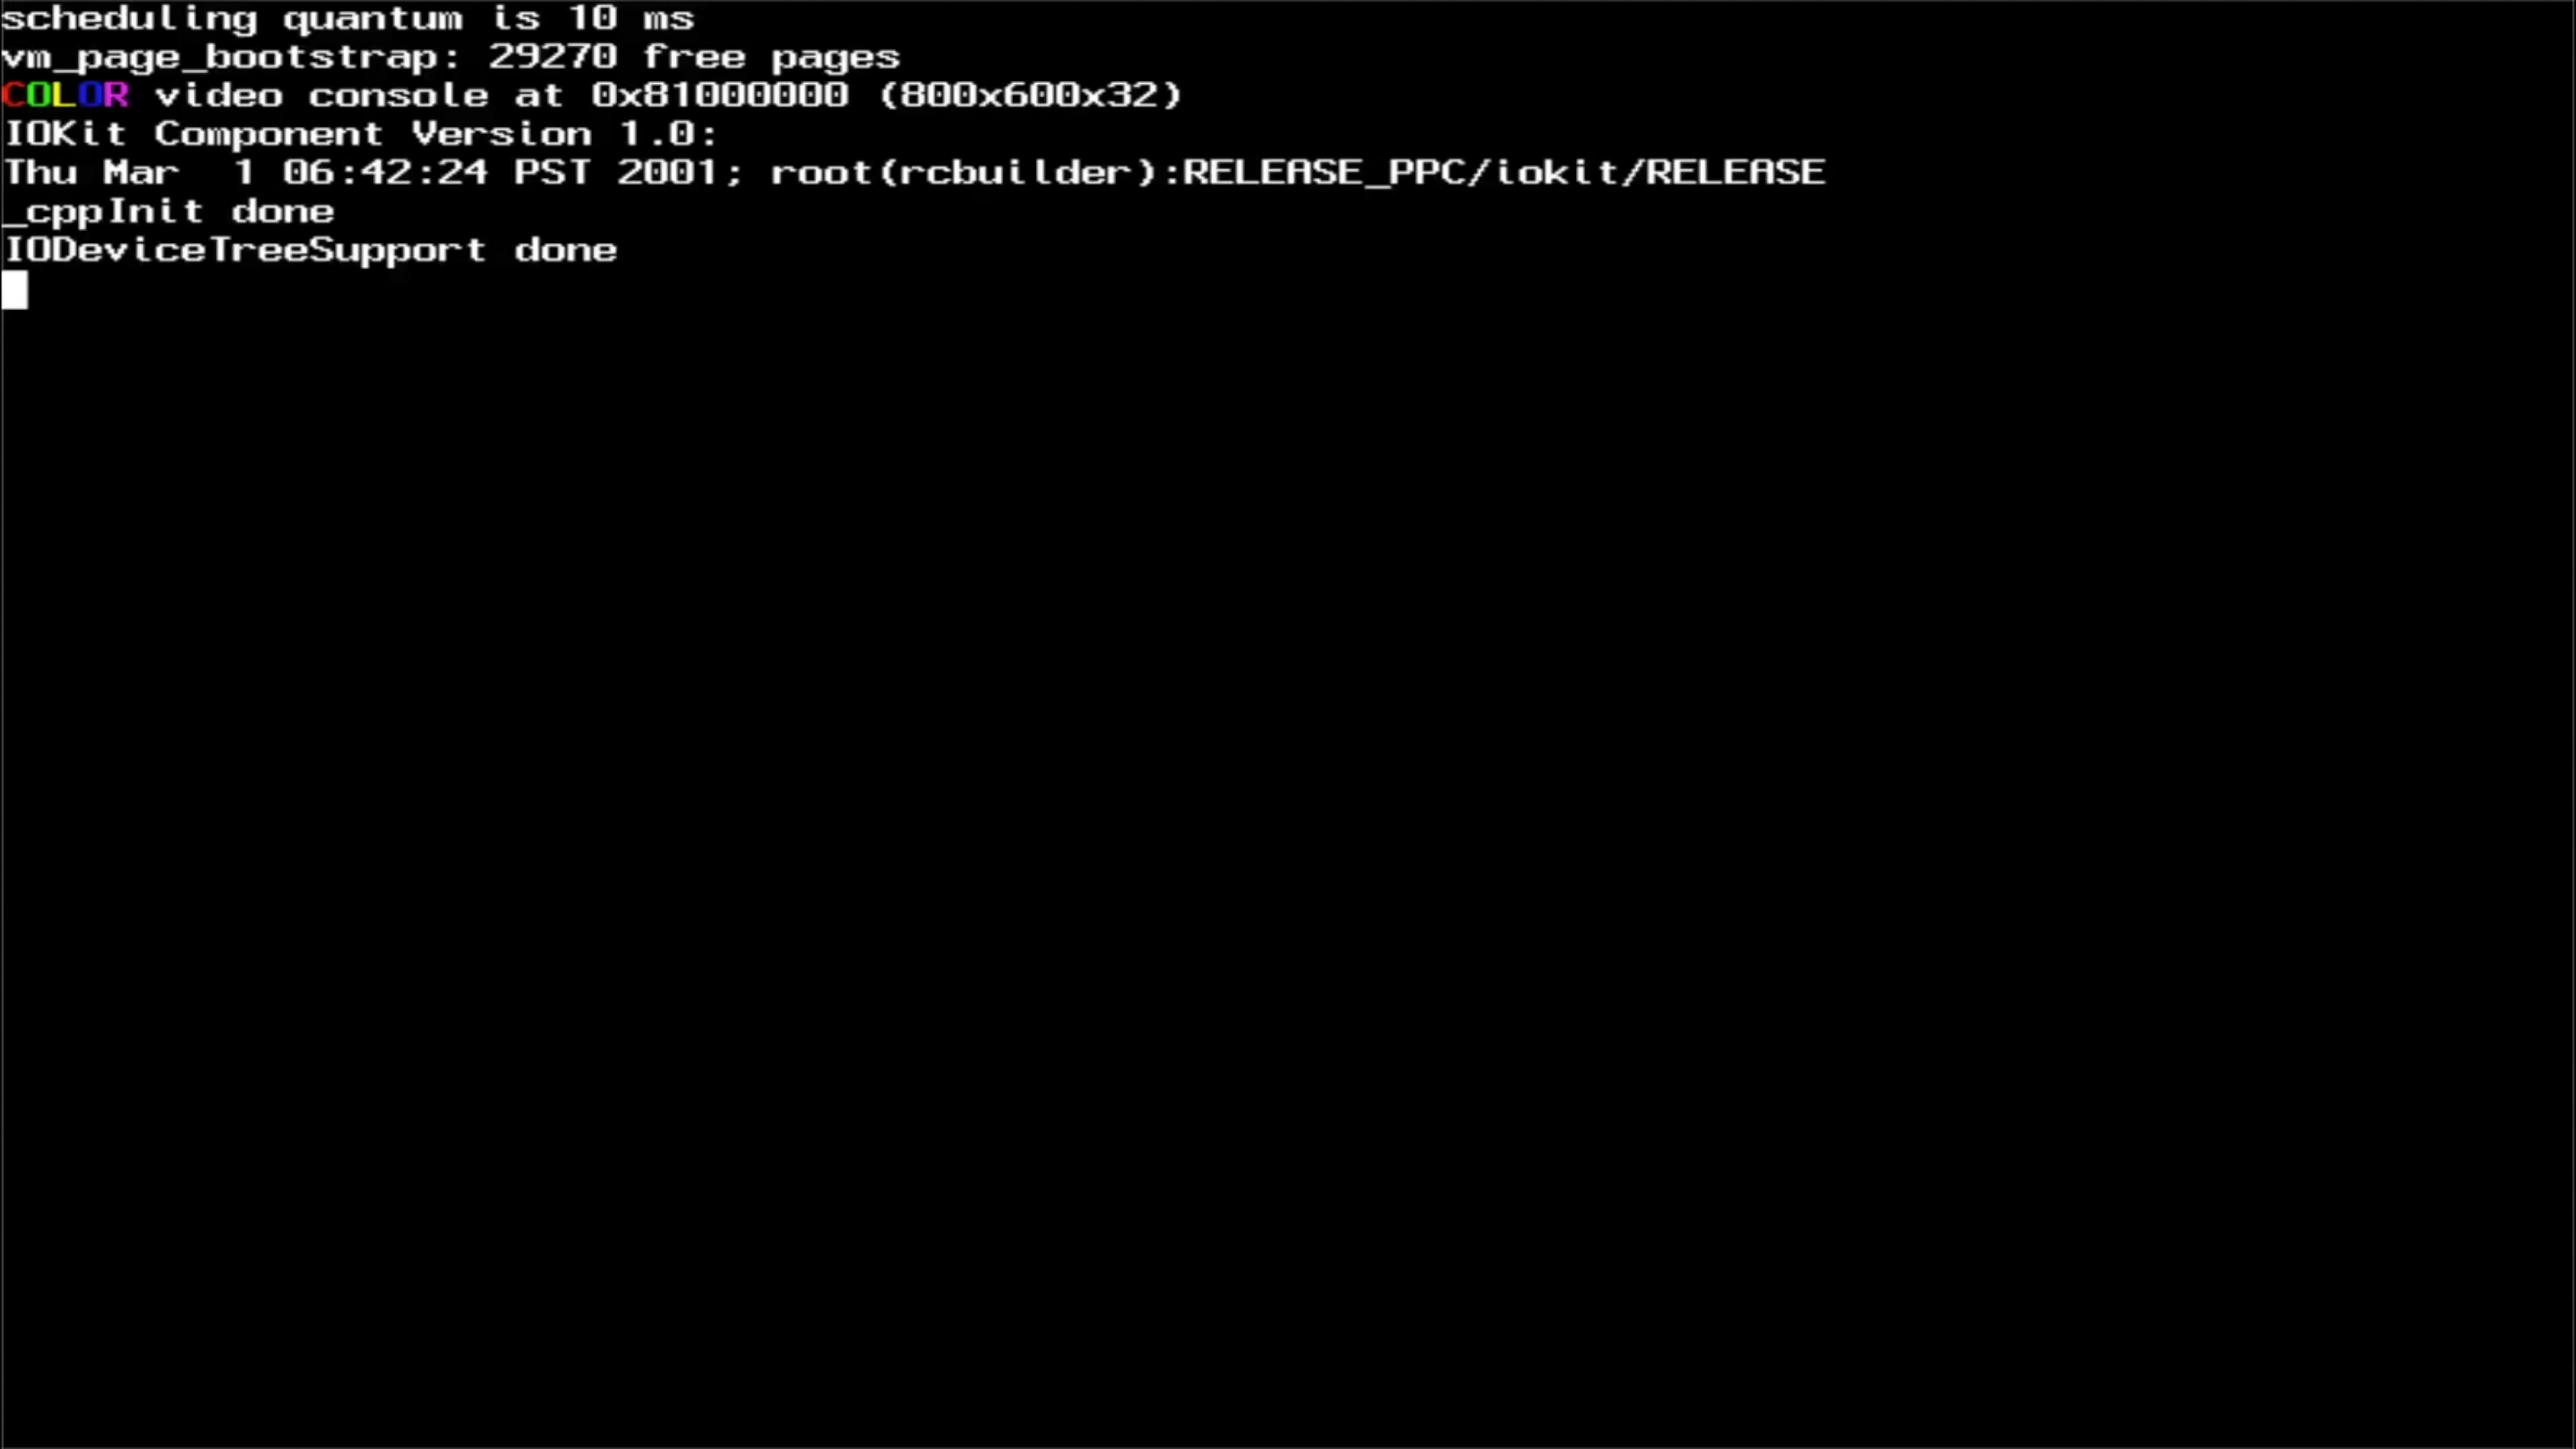 scheduling quantum is 10 ms
vm_page_bootstrap: 29270 free pages
COLOR video console at 0x81000000 (800x600x32)
IOKit Component Version 1.0:
Thu Mar  1 06:42:24 PST 2001; root(rcbuilder):RELEASE_PPC/iokit/RELEASE
_cppInit done
IODeviceTreeSupport done